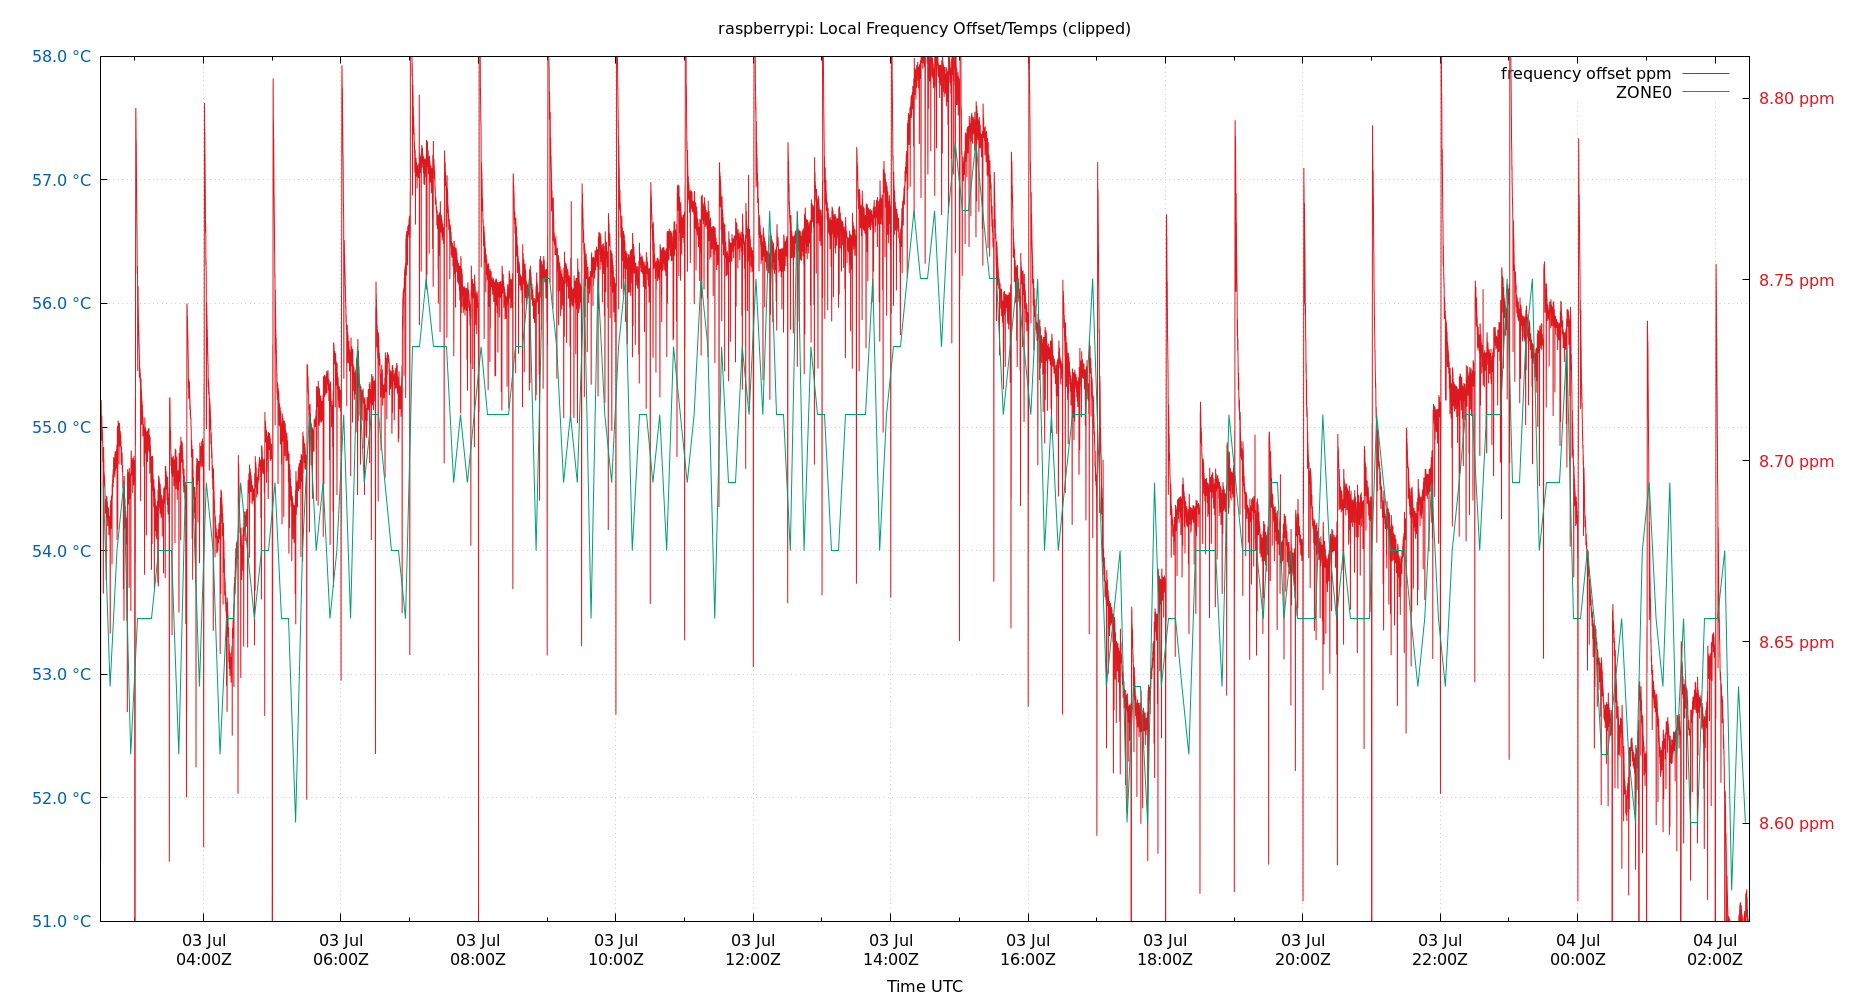 raspberrypi: Local Frequency Offset/Temps (clipped)
58.0 °C
57.0 °C
56.0 °C
55.0 °C
54.0 °C
53.0 °C
52.0 °C
51.0 °C
frequency offset ppm
ZONE0
8.80 ppm
8.75 ppm
8.70 ppm
8.65 ppm
8.60 ppm
03 Jul 03 Jul 03 Jul 03 Jul 03 Jul 03 Jul 03 Jul 03 Jul 03 Jul 03 Jul 04 Jul 04 Jul
04:00Z 06:00Z 08:00Z 10:00Z 12:00Z 14:00Z 16:00Z 18:00Z 20:00Z 22:00Z 00:00Z 02:00Z
Time UTC